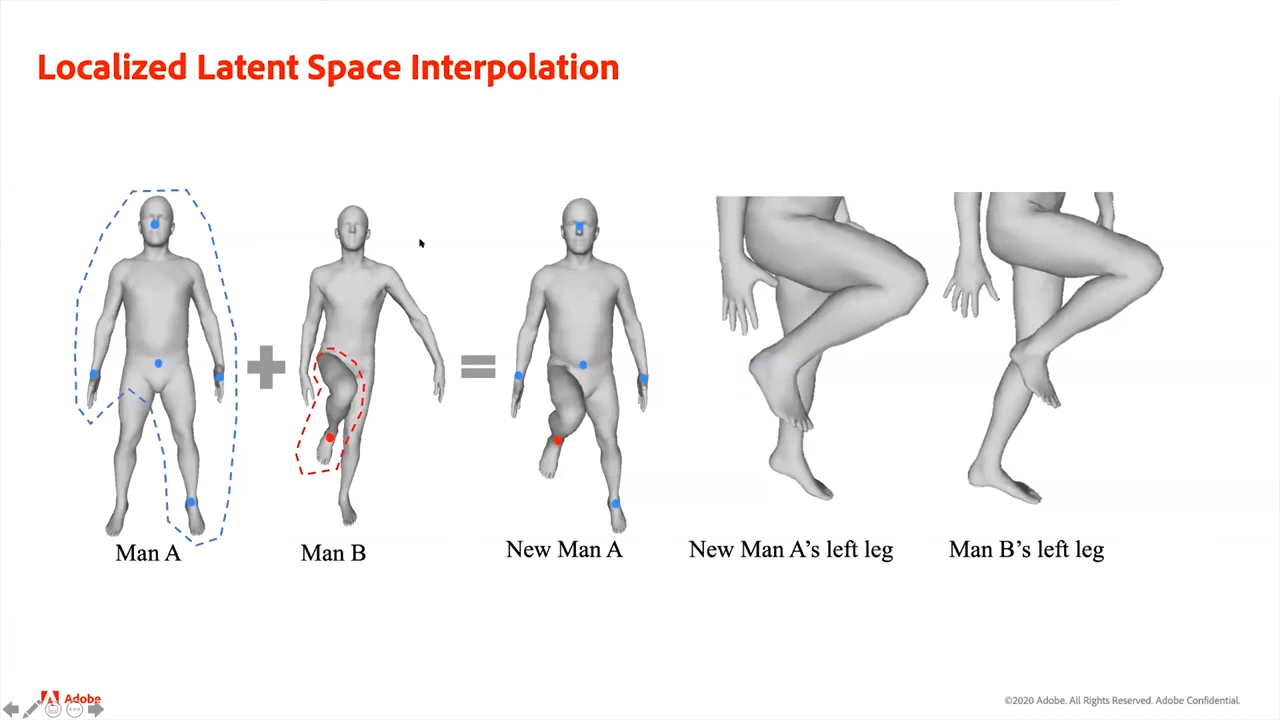 Localized Latent Space Interpolation
Man A
Man B
New Man A
New Man A’s left leg
Man B’s left leg
Adobe
©2020 Adobe. All Rights Reserved. Adobe Confidential.